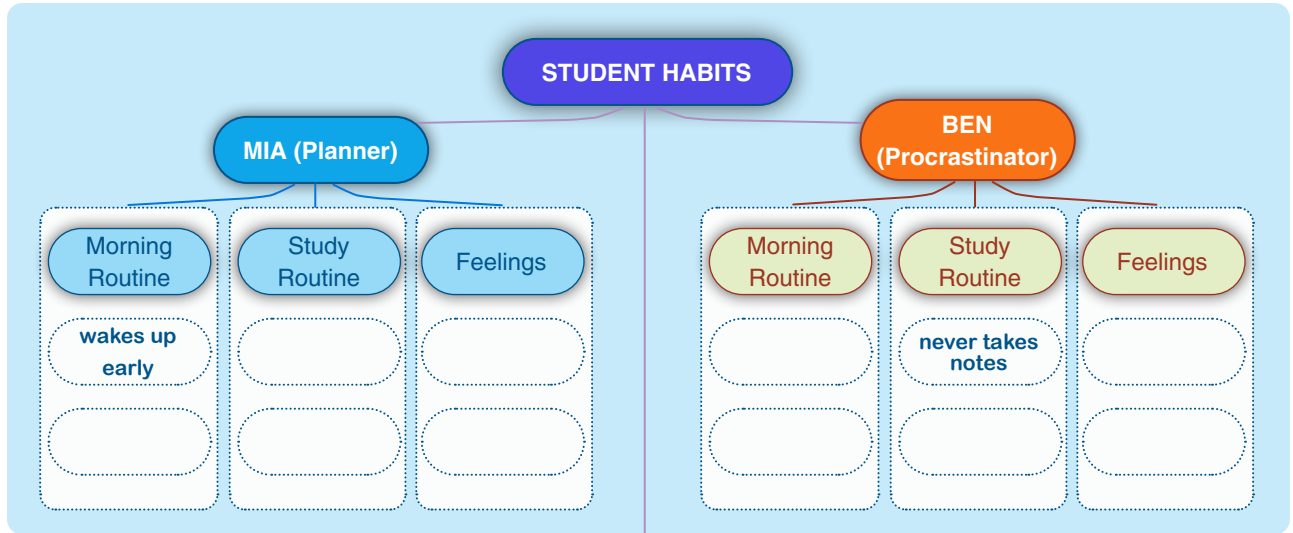 STUDENT HABITS
MIA (Planner)
Morning
Routine
Study
Routine
Feelings
wakes up
early
BEN
(Procrastinator)
Morning
Routine
Study
Routine
Feelings
never takes
notes